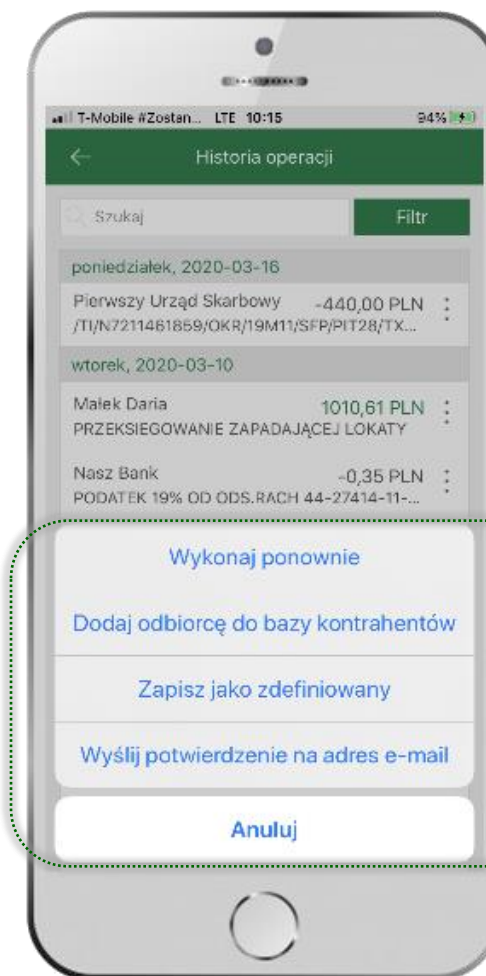 T-Mobile #Zostan... LTE 10:15 94%
Historia operacji
Szukaj Filtr
poniedziałek, 2020-03-16
Pierwszy Urząd Skarbowy -440,00 PLN
/TI/N7211461859/OKR/19M11/SFP/PIT28/TX...
wtorek, 2020-03-10
Małek Daria 1010,61 PLN
PRZEKSIEGOWANIE ZAPADAJĄCEJ LOKATY
Nasz Bank -0,35 PLN
PODATEK 19% OD ODS.RACH 44-27414-11-...
Wykonaj ponownie
Dodaj odbiorcę do bazy kontrahentów
Zapisz jako zdefiniowany
Wyślij potwierdzenie na adres e-mail
Anuluj